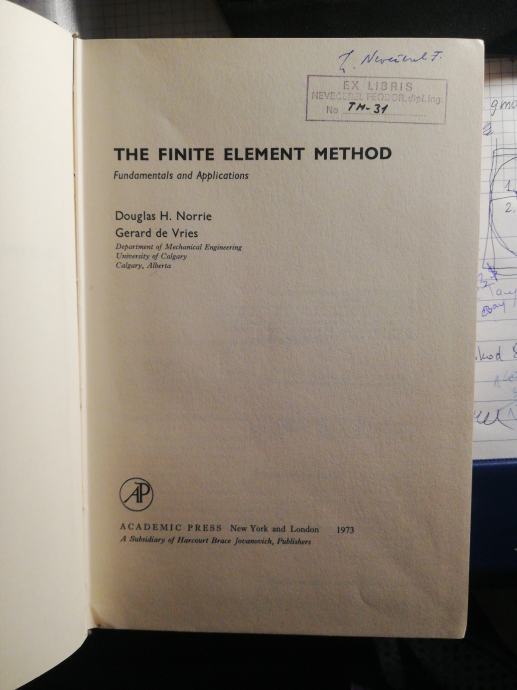 EX LIBRIS
No TM-31
THE FINITE ELEMENT METHOD
Fundamentals and Applications
Douglas H. Norrie
Gerard de Vries
Department of Mechanical Engineering
University of Calgary
Calgary, Alberta
AP
ACADEMIC PRESS New York and London 1973
A Subsidiary of Harcourt Brace Jovanovich, Publishers